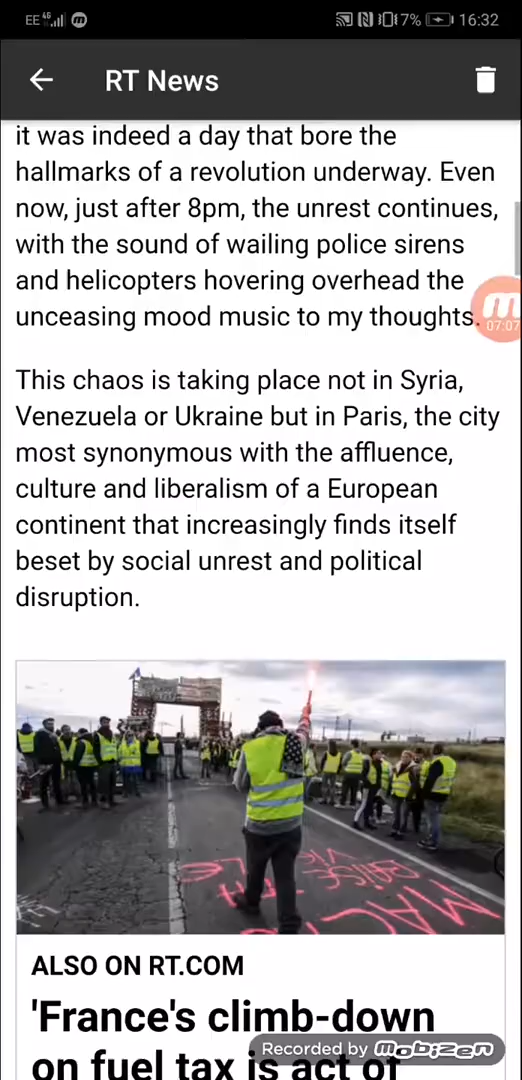 EE 4G 17% 16:32
RT News
it was indeed a day that bore the
hallmarks of a revolution underway. Even
now, just after 8pm, the unrest continues,
with the sound of wailing police sirens
and helicopters hovering overhead the
unceasing mood music to my thoughts.
07:07
This chaos is taking place not in Syria,
Venezuela or Ukraine but in Paris, the city
most synonymous with the affluence,
culture and liberalism of a European
continent that increasingly finds itself
beset by social unrest and political
disruption.
ALSO ON RT.COM
'France's climb-down
on fuel tax is act of
Recorded by mobizen